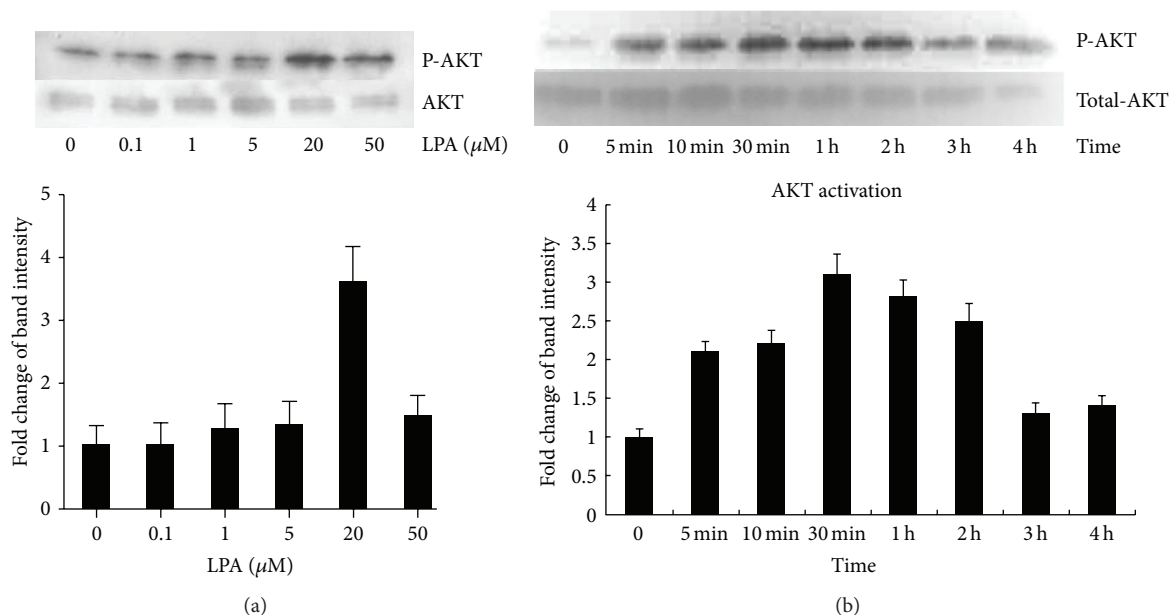 P-AKT
AKT
0 0.1 1 5 20 50 LPA (μM)
Fold change of band intensity
5
4
3
2
1
0
0 0.1 1 5 20 50
LPA (μM)
(a)
P-AKT
Total-AKT
0 5 min 10 min 30 min 1 h 2 h 3 h 4 h Time
AKT activation
Fold change of band intensity
4
3.5
3
2.5
2
1.5
1
0.5
0
0 5 min 10 min 30 min 1 h 2 h 3 h 4 h
Time
(b)